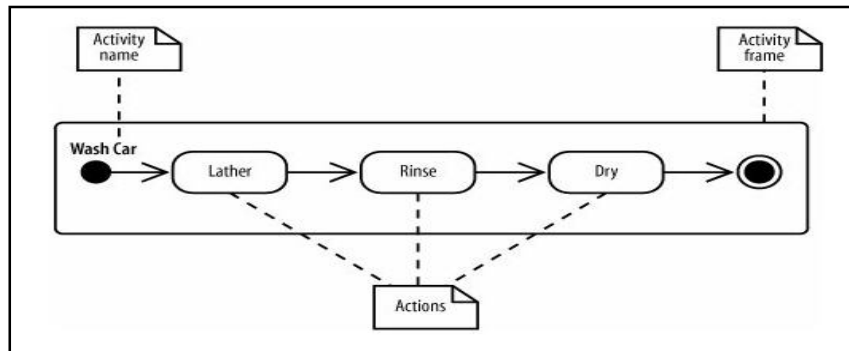 Activity
name
Activity
frame
Wash Car
Lather
Rinse
Dry
Actions